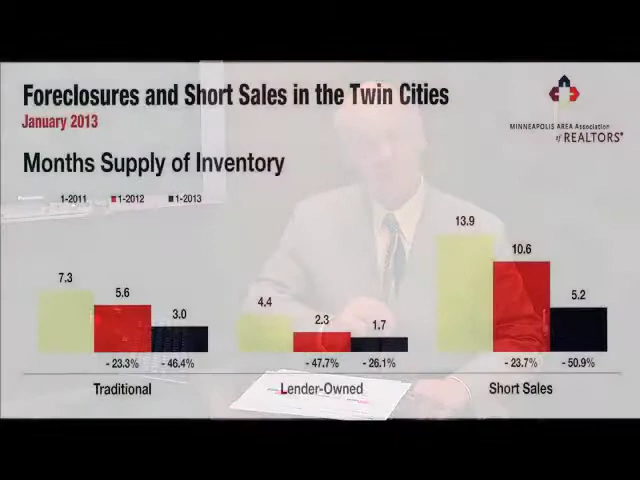 Foreclosures and Short Sales in the Twin Cities
January 2013
MINNEAPOLIS AREA Association
of REALTORS®
Months Supply of Inventory
1-2011 1-2012 1-2013
7.3 5.6 3.0
4.4 2.3 1.7
13.9 10.6 5.2
- 23.3% - 46.4% - 47.7% - 26.1% - 23.7% - 50.9%
Traditional Lender-Owned Short Sales